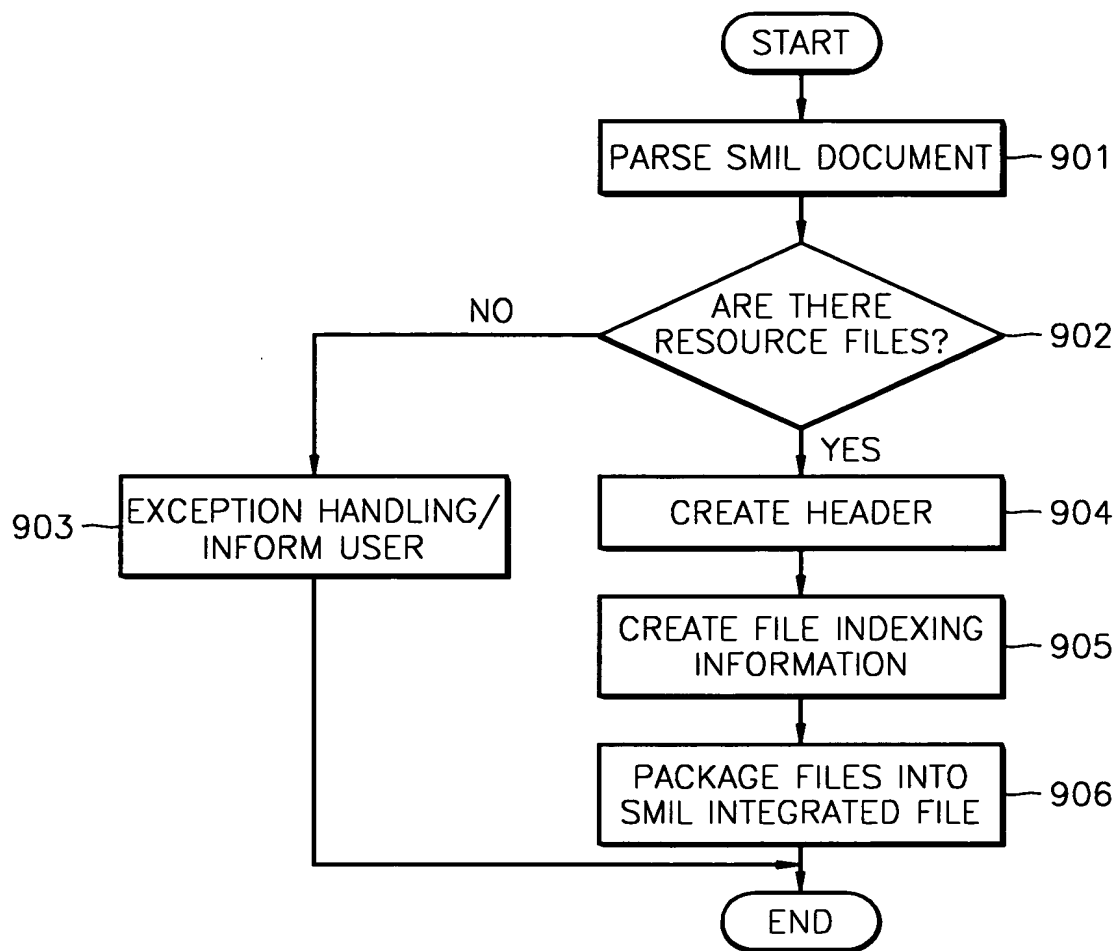 START
PARSE SMIL DOCUMENT
901
ARE THERE
RESOURCE FILES?
902
NO
YES
EXCEPTION HANDLING/
INFORM USER
903
CREATE HEADER
904
CREATE FILE INDEXING
INFORMATION
905
PACKAGE FILES INTO
SMIL INTEGRATED FILE
906
END